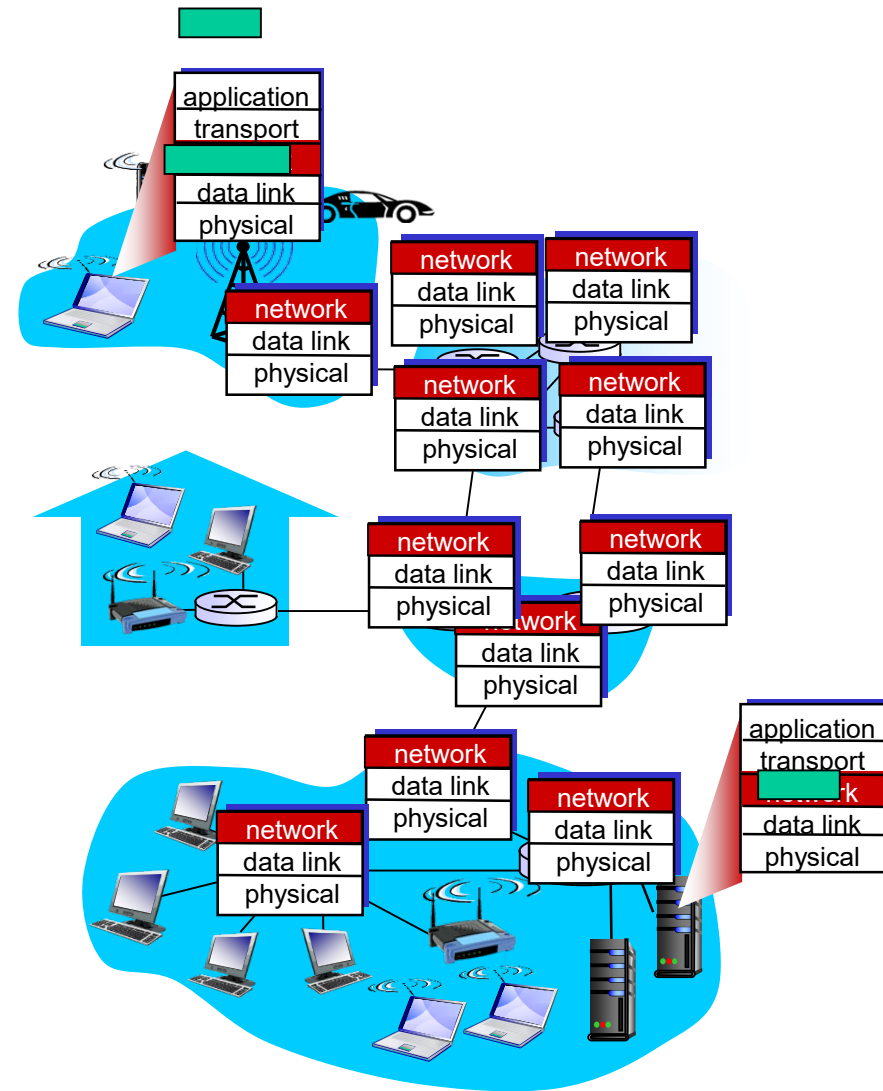 application
transport
data link
physical
network
data link
physical
network
data link
physical
network
data link
physical
network
data link
physical
network
data link
physical
network
data link
physical
network
data link
physical
network
data link
physical
application
transport
network
data link
physical
network
data link
physical
network
data link
physical
network
data link
physical